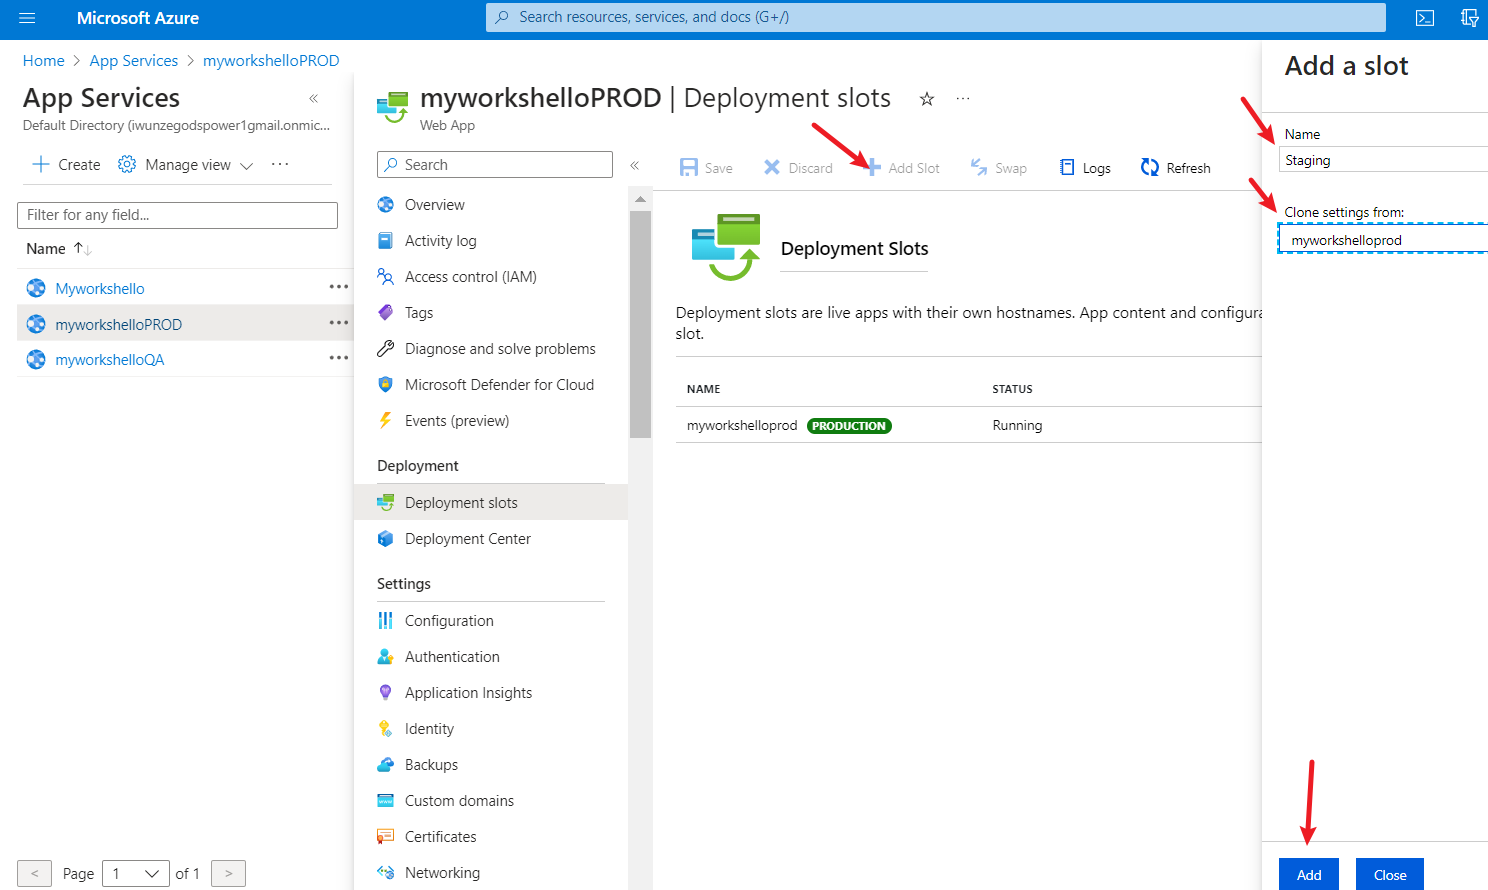 Microsoft Azure
Search resources, services, and docs (G+/)
Home > App Services > myworkshelloPROD
App Services
Default Directory (iwunzegodspower1gmail.onmic...
Create
Manage view
Filter for any field...
Name
Myworkshello
myworkshelloPROD
myworkshelloQA
< Page 1 of 1 >
myworkshelloPROD | Deployment slots
Web App
Search
Overview
Activity log
Access control (IAM)
Tags
Diagnose and solve problems
Microsoft Defender for Cloud
Events (preview)
Deployment
Deployment slots
Deployment Center
Settings
Configuration
Authentication
Application Insights
Identity
Backups
Custom domains
Certificates
Networking
Save Discard Add Slot Swap Logs Refresh
Deployment Slots
Deployment slots are live apps with their own hostnames. App content and configura
slot.
NAME STATUS
myworkshelloprod PRODUCTION Running
Add a slot
Name
Staging
Clone settings from:
myworkshelloprod
Add Close